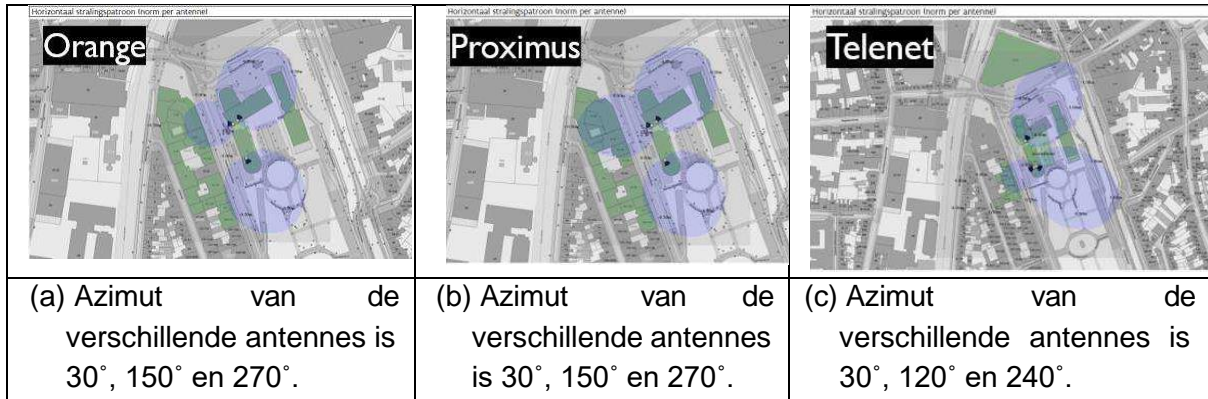 Horizontaal stralingspatroon (norm per antenne)
Orange
(a) Azimut van de
verschillende antennes is
30˚, 150˚ en 270˚.
Horizontaal stralingspatroon (norm per antenne)
Proximus
(b) Azimut van de
verschillende antennes
is 30˚, 150˚ en 270˚.
Horizontaal stralingspatroon (norm per antenne)
Telenet
(c) Azimut van de
verschillende antennes is
30˚, 120˚ en 240˚.